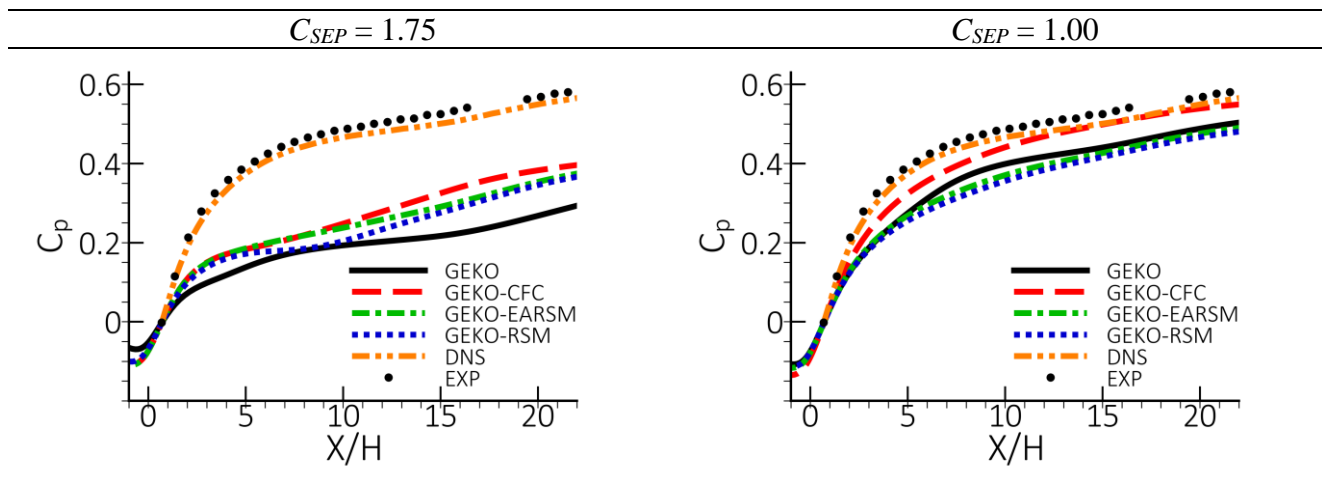 C_SEP = 1.75 C_SEP = 1.00
0.6
0.4
0.2
0
C_p
0 5 10 15 20
X/H
GEKO
GEKO-CFC
GEKO-EARSM
GEKO-RSM
DNS
EXP
0.6
0.4
0.2
0
C_p
0 5 10 15 20
X/H
GEKO
GEKO-CFC
GEKO-EARSM
GEKO-RSM
DNS
EXP